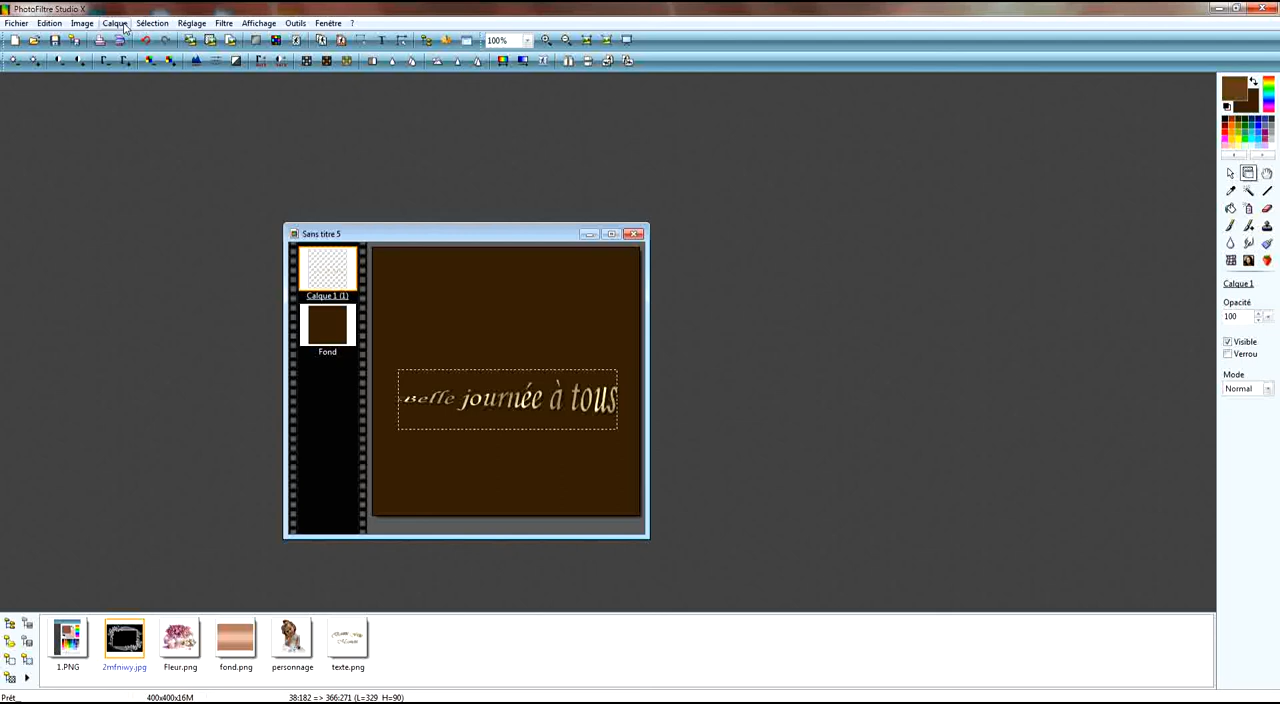 PhotoFiltre Studio X
Fichier Edition Image Calque Sélection Réglage Filtre Affichage Outils Fenêtre ?
100%
Sans titre 5
Calque 1 (1)
Fond
Belle journée à tous
Calque 1
Opacité
100
Visible
Verrou
Mode
Normal
1.PNG 2mfniwy.jpg Fleur.png fond.png personnage texte.png
Prêt_ 400x400x16M 38:182 => 366:271 (L=329 H=90)